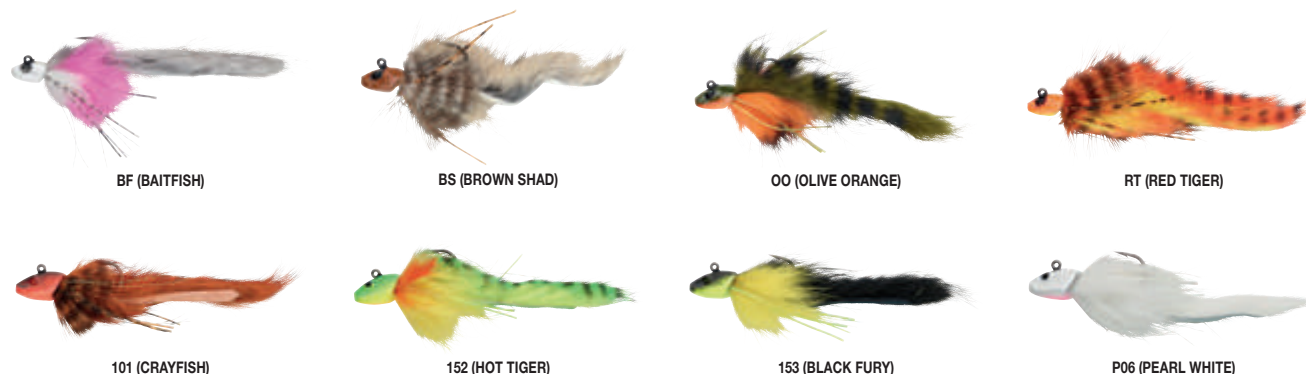 BF (BAITFISH)
BS (BROWN SHAD)
OO (OLIVE ORANGE)
RT (RED TIGER)
101 (CRAYFISH)
152 (HOT TIGER)
153 (BLACK FURY)
P06 (PEARL WHITE)